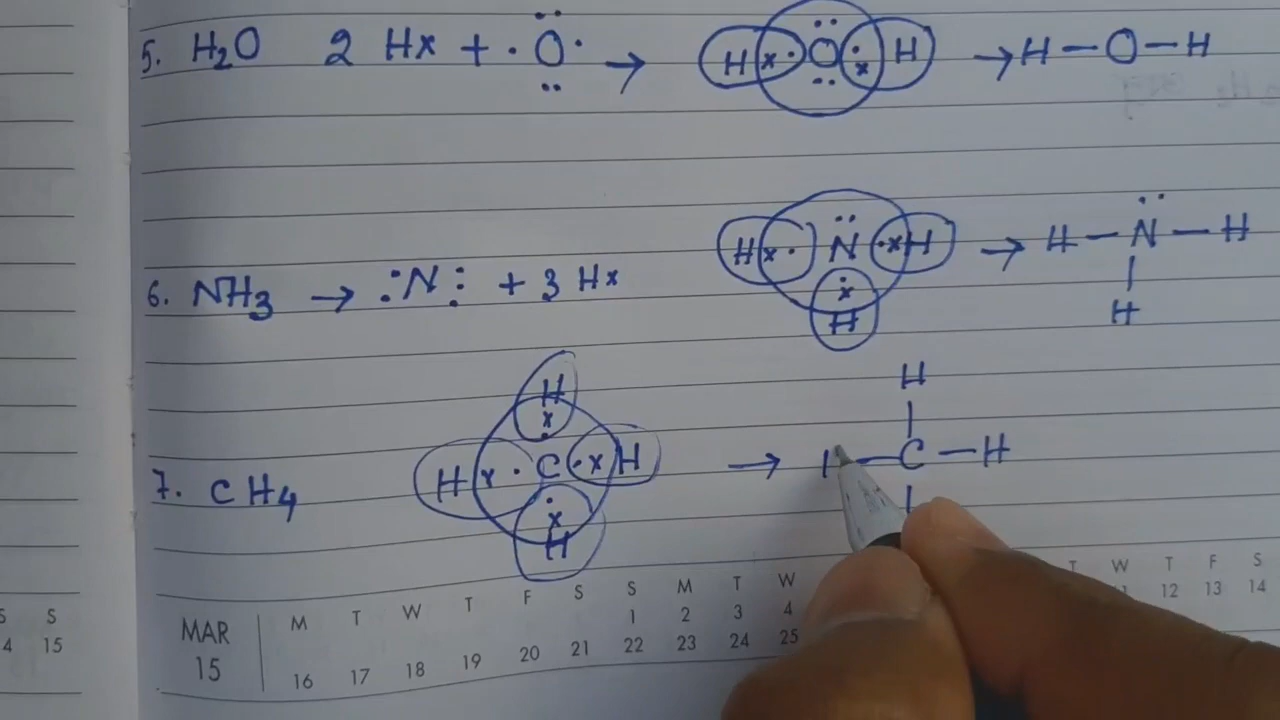 5. H₂O 2 Hx + ·Ö· → H x· Ö ·x H → H — O — H
6. NH₃ → :N: + 3 Hx H x· N̈ ·x H → H — N̈ — H
x
H H
H H
x
7. CH₄ H x· C ·x H → H — C — H
x
H
MAR 15
M T W T F S S M T W T W T F S
1 2 3 4 11 12 13 14
16 17 18 19 20 21 22 23 24 25
S S
4 15